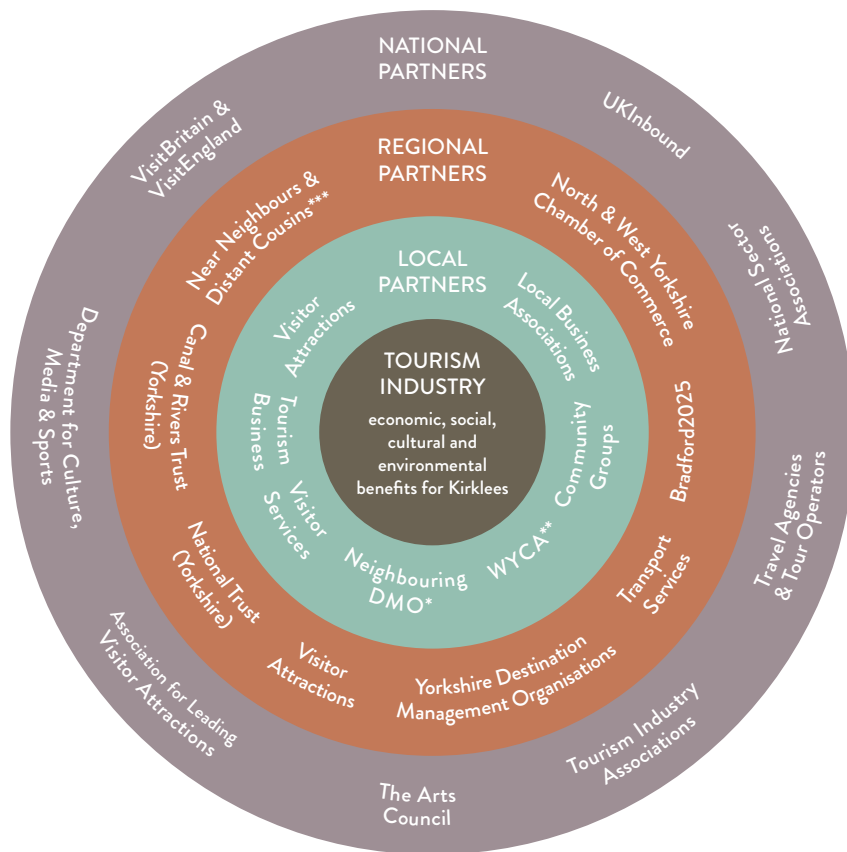 NATIONAL
PARTNERS
UKInbound
National Sector
Associations
Travel Agencies
& Tour Operators
Tourism Industry
Associations
The Arts
Council
Association for Leading
Visitor Attractions
Department for Culture,
Media & Sports
VisitBritain &
VisitEngland
REGIONAL
PARTNERS
North & West Yorkshire
Chamber of Commerce
Bradford2025
Transport
Services
Yorkshire Destination
Management Organisations
Visitor
Attractions
National Trust
(Yorkshire)
Canal & Rivers Trust
(Yorkshire)
Near Neighbours &
Distant Cousins***
LOCAL
PARTNERS
Local Business
Associations
Community
Groups
WYCA**
Neighbouring
DMO*
Visitor
Services
Tourism
Business
Visitor
Attractions
TOURISM
INDUSTRY
economic, social,
cultural and
environmental
benefits for Kirklees